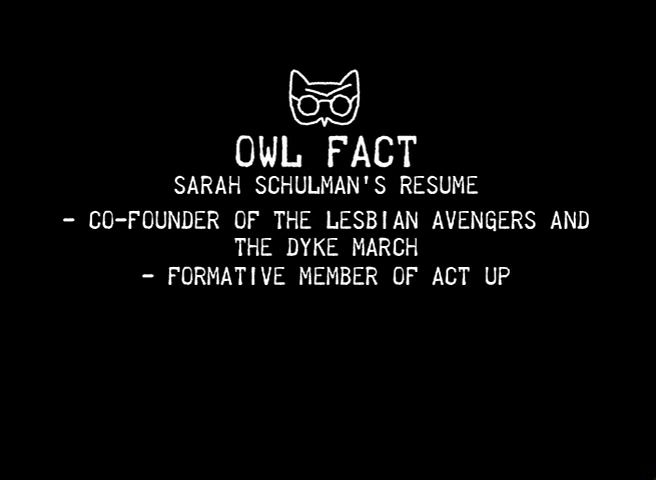 OWL FACT
SARAH SCHULMAN'S RESUME
- CO-FOUNDER OF THE LESBIAN AVENGERS AND
THE DYKE MARCH
- FORMATIVE MEMBER OF ACT UP